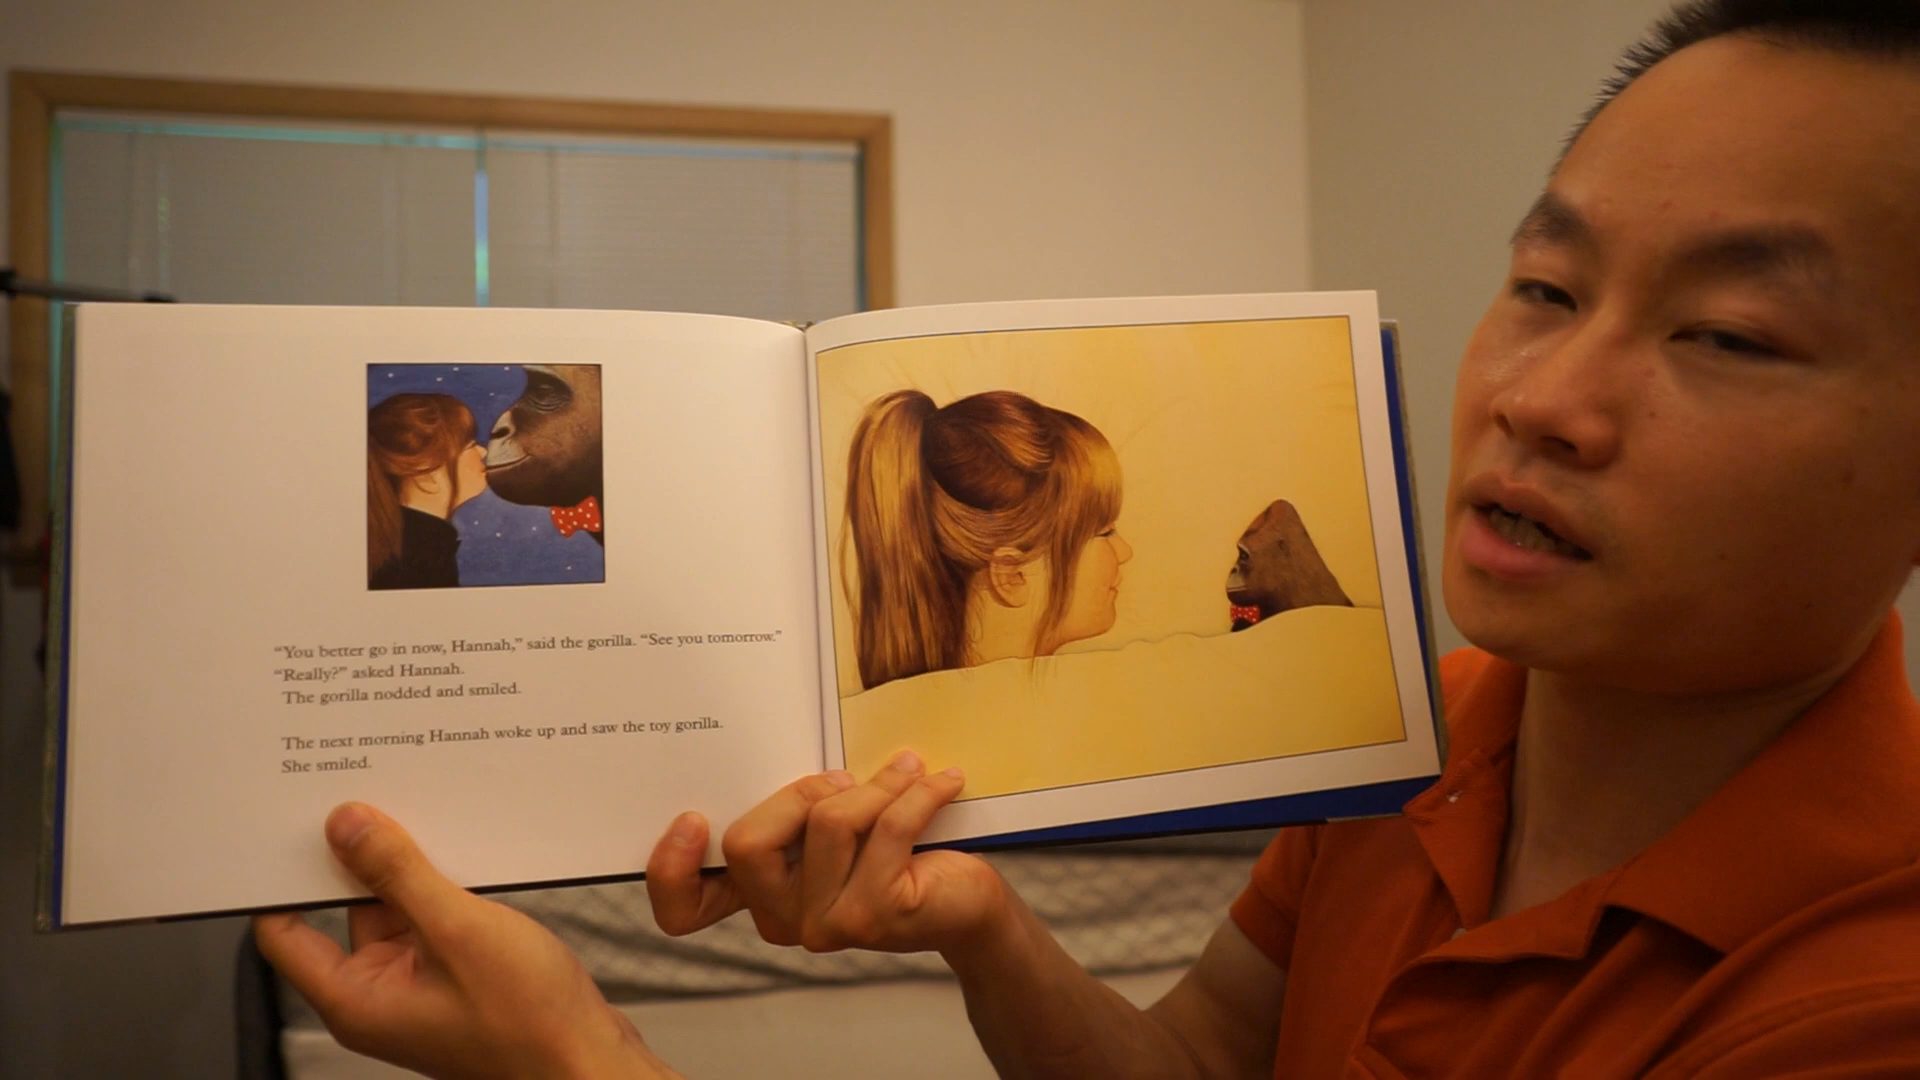 “You better go in now, Hannah,” said the gorilla. “See you tomorrow.”
“Really?” asked Hannah.
The gorilla nodded and smiled.
The next morning Hannah woke up and saw the toy gorilla.
She smiled.